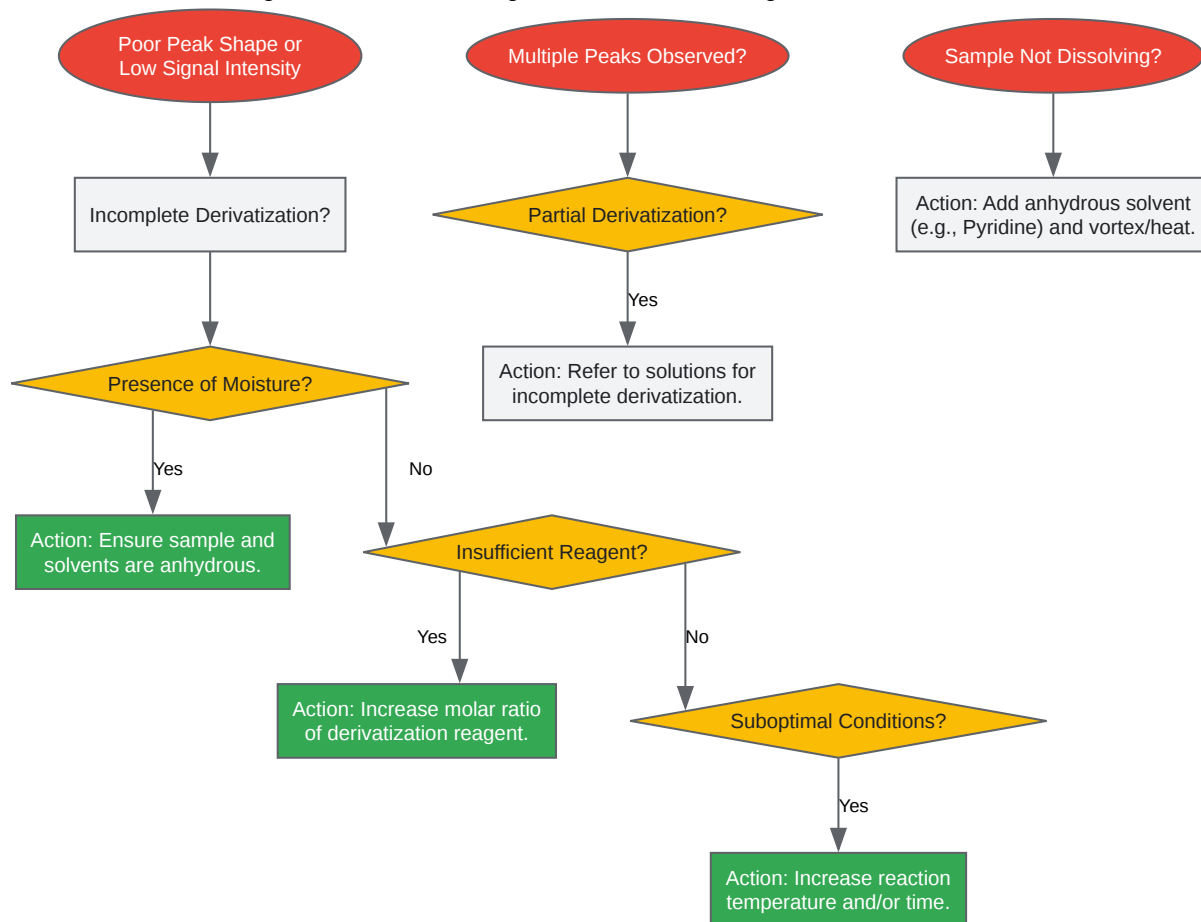 Poor Peak Shape or
Low Signal Intensity
Multiple Peaks Observed?
Sample Not Dissolving?
Incomplete Derivatization?
Partial Derivatization?
Action: Add anhydrous solvent
(e.g., Pyridine) and vortex/heat.
Yes
Presence of Moisture?
Action: Refer to solutions for
incomplete derivatization.
Yes
No
Action: Ensure sample and
solvents are anhydrous.
Insufficient Reagent?
Yes
No
Action: Increase molar ratio
of derivatization reagent.
Suboptimal Conditions?
Yes
Action: Increase reaction
temperature and/or time.